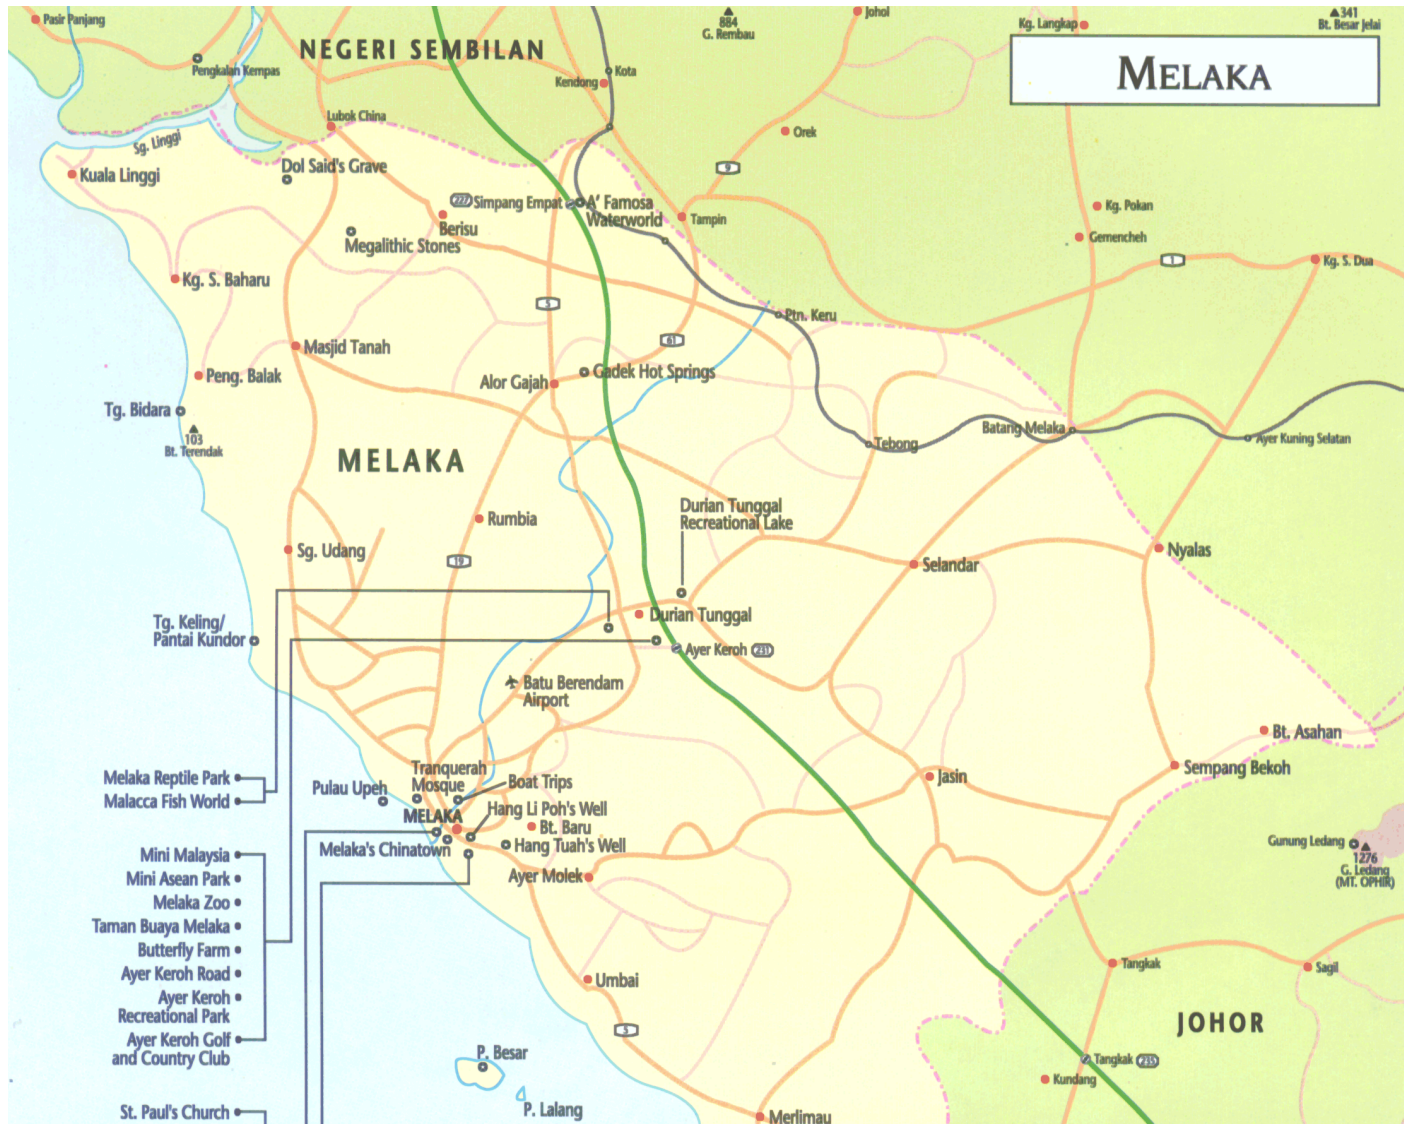 Pasir Panjang
Pengkalan Kempas
NEGERI SEMBILAN
Kota
Kendong
884
G. Rembau
Johol
Kg. Langkap
341
Bt. Besar Jelai
MELAKA
Lubok China
Sg. Linggi
Orek
9
Kuala Linggi
Dol Said's Grave
227
Simpang Empat
A' Famosa
Waterworld
Tampin
Kg. Pokan
Berisu
Megalithic Stones
Gemencheh
1
Kg. S. Dua
Kg. S. Baharu
5
Ptn. Keru
61
Masjid Tanah
Peng. Balak
Alor Gajah
Gadek Hot Springs
Tg. Bidara
103
Bt. Terendak
Batang Melaka
Tebong
Ayer Kuning Selatan
MELAKA
Durian Tunggal
Recreational Lake
Rumbia
Sg. Udang
19
Nyalas
Selandar
Tg. Keling/
Pantai Kundor
Durian Tunggal
Ayer Keroh
231
Batu Berendam
Airport
Bt. Asahan
Melaka Reptile Park
Malacca Fish World
Tranquerah
Mosque
Boat Trips
Pulau Upeh
Jasin
Sempang Bekoh
MELAKA
Hang Li Poh's Well
Bt. Baru
Melaka's Chinatown
Hang Tuah's Well
Gunung Ledang
1276
G. Ledang
(MT. OPHIR)
Mini Malaysia
Mini Asean Park
Melaka Zoo
Taman Buaya Melaka
Butterfly Farm
Ayer Keroh Road
Ayer Keroh
Recreational Park
Ayer Keroh Golf
and Country Club
Ayer Molek
Umbai
Tangkak
Sagil
5
JOHOR
P. Besar
Tangkak
235
Kundang
P. Lalang
St. Paul's Church
Merlimau